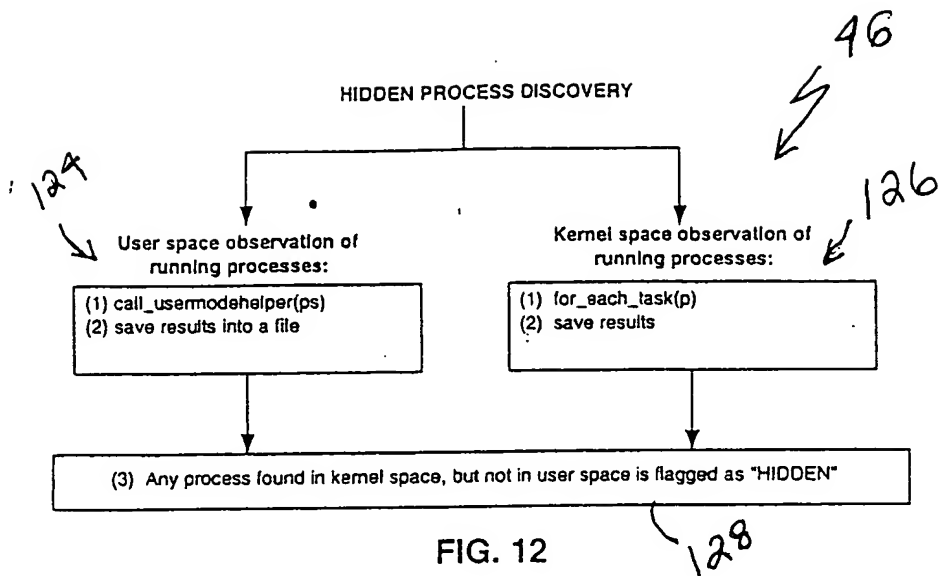 46
HIDDEN PROCESS DISCOVERY
124
126
User space observation of
running processes:
Kernel space observation of
running processes:
(1) call_usermodehelper(ps)
(2) save results into a file
(1) for_each_task(p)
(2) save results
(3) Any process found in kernel space, but not in user space is flagged as "HIDDEN"
FIG. 12
128